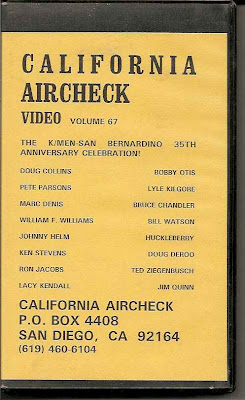 CALIFORNIA
AIRCHECK
VIDEO VOLUME 67
THE K/MEN-SAN BERNARDINO 35TH
ANNIVERSARY CELEBRATION!
DOUG COLLINS BOBBY OTIS
PETE PARSONS LYLE KILGORE
MARC DENIS BRUCE CHANDLER
WILLIAM F. WILLIAMS BILL WATSON
JOHNNY HELM HUCKLEBERRY
KEN STEVENS DOUG DEROO
RON JACOBS TED ZIEGENBUSCH
LACY KENDALL JIM QUINN
CALIFORNIA AIRCHECK
P.O. BOX 4408
SAN DIEGO, CA 92164
(619) 460-6104